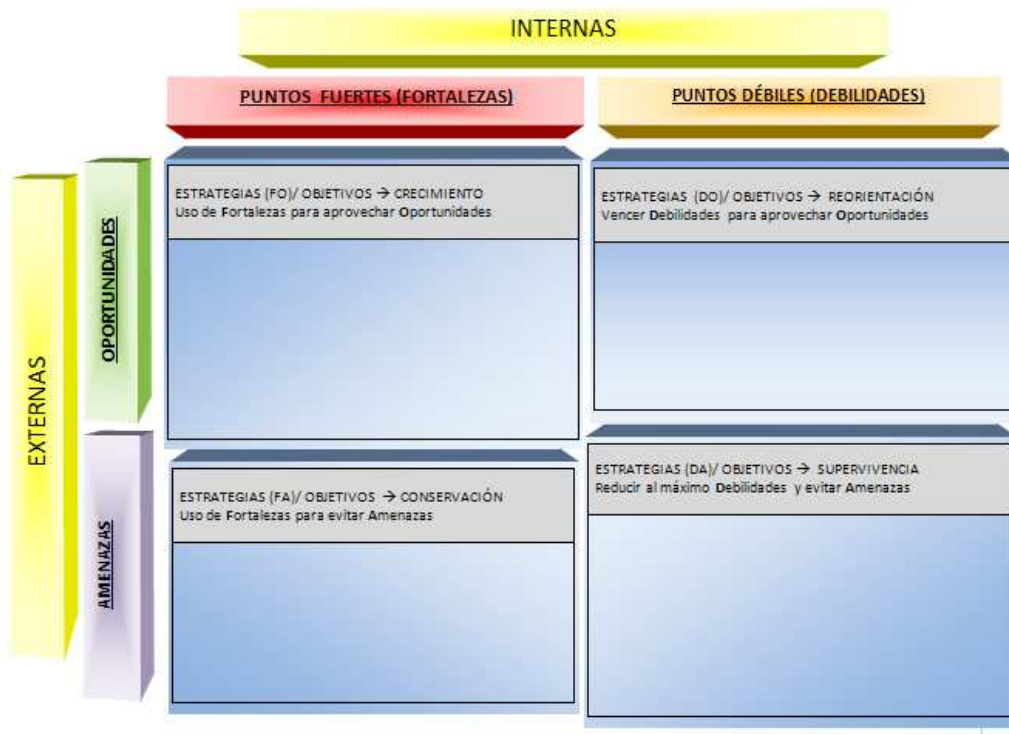 INTERNAS
PUNTOS FUERTES (FORTALEZAS)
PUNTOS DÉBILES (DEBILIDADES)
EXTERNAS
OPORTUNIDADES
ESTRATEGIAS (FO)/ OBJETIVOS → CRECIMIENTO
Uso de Fortalezas para aprovechar Oportunidades
ESTRATEGIAS (DO)/ OBJETIVOS → REORIENTACIÓN
Vencer Debilidades para aprovechar Oportunidades
AMENAZAS
ESTRATEGIAS (FA)/ OBJETIVOS → CONSERVACIÓN
Uso de Fortalezas para evitar Amenazas
ESTRATEGIAS (DA)/ OBJETIVOS → SUPERVIVENCIA
Reducir al máximo Debilidades y evitar Amenazas